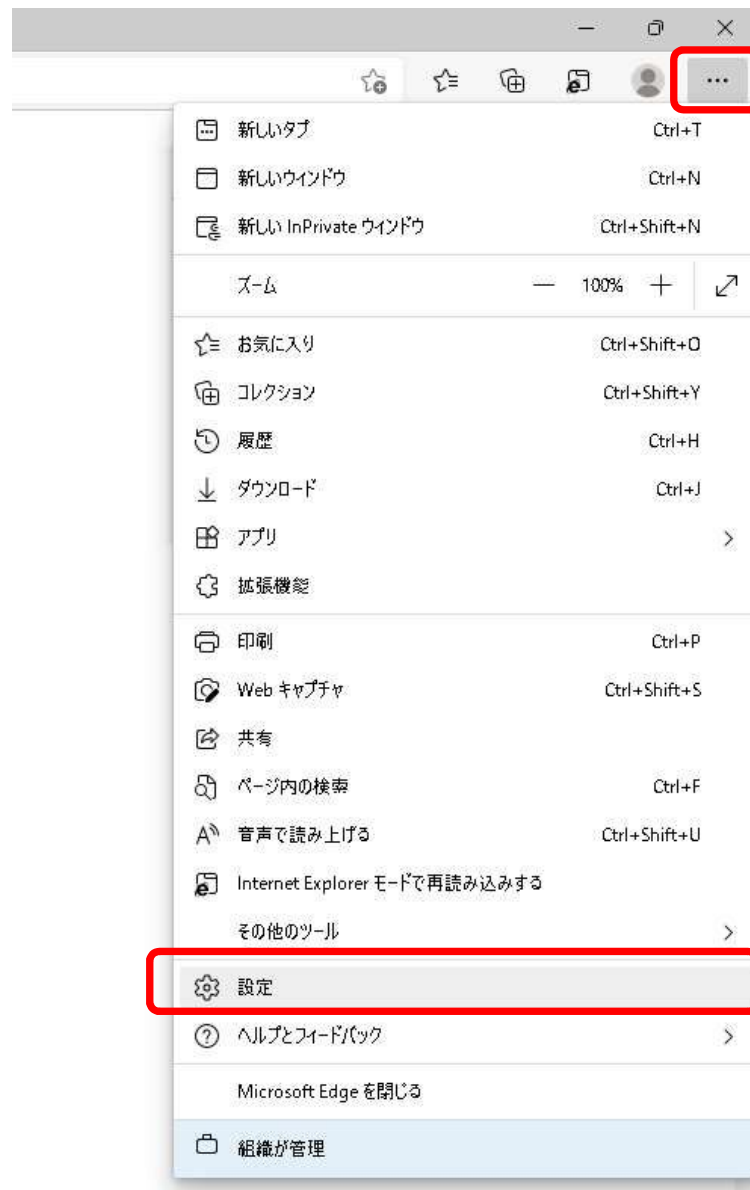 新しいタブ Ctrl+T
新しいウィンドウ Ctrl+N
新しい InPrivate ウィンドウ Ctrl+Shift+N
ズーム 100%
お気に入り Ctrl+Shift+O
コレクション Ctrl+Shift+Y
履歴 Ctrl+H
ダウンロード Ctrl+J
アプリ
拡張機能
印刷 Ctrl+P
Web キャプチャ Ctrl+Shift+S
共有
ページ内の検索 Ctrl+F
音声で読み上げる Ctrl+Shift+U
Internet Explorer モードで再読み込みする
その他のツール
設定
ヘルプとフィードバック
Microsoft Edge を閉じる
組織が管理